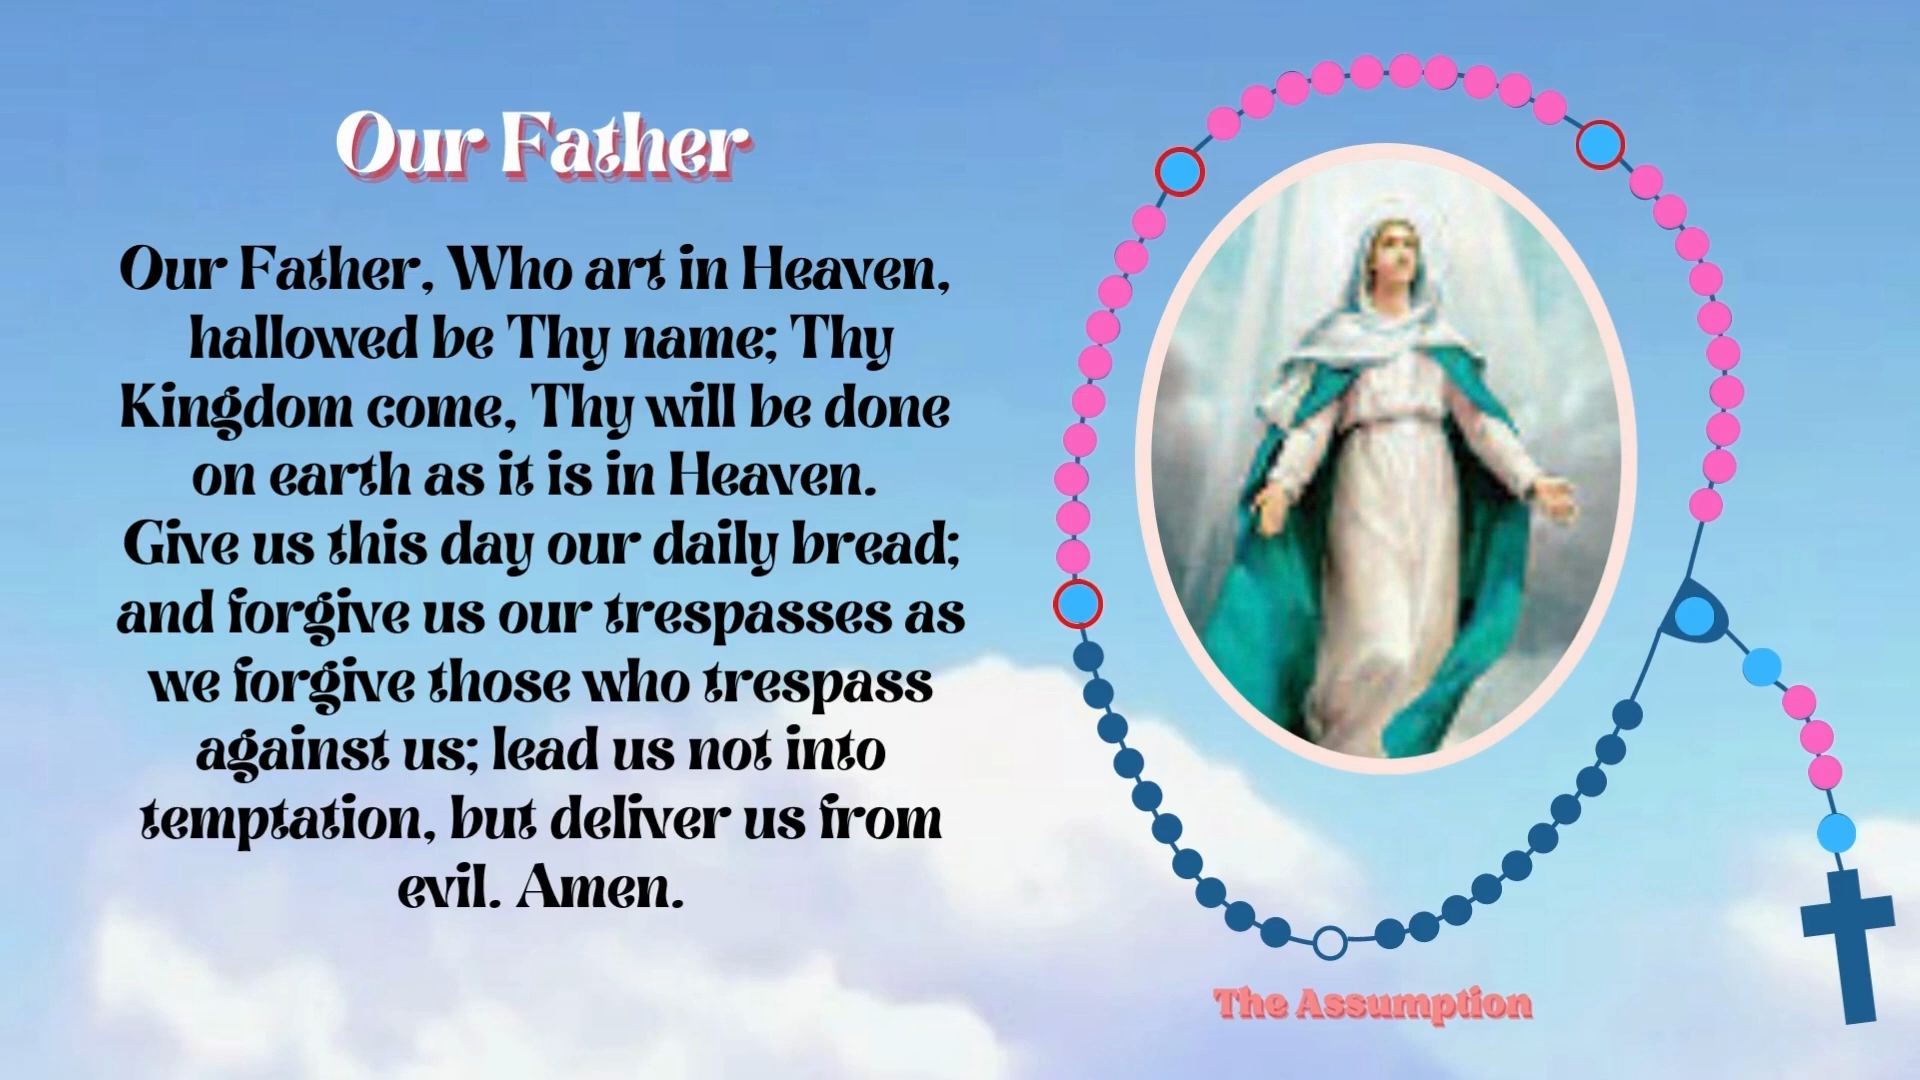 Our Father
Our Father, Who art in Heaven,
hallowed be Thy name; Thy
Kingdom come, Thy will be done
on earth as it is in Heaven.
Give us this day our daily bread;
and forgive us our trespasses as
we forgive those who trespass
against us; lead us not into
temptation, but deliver us from
evil. Amen.
The Assumption